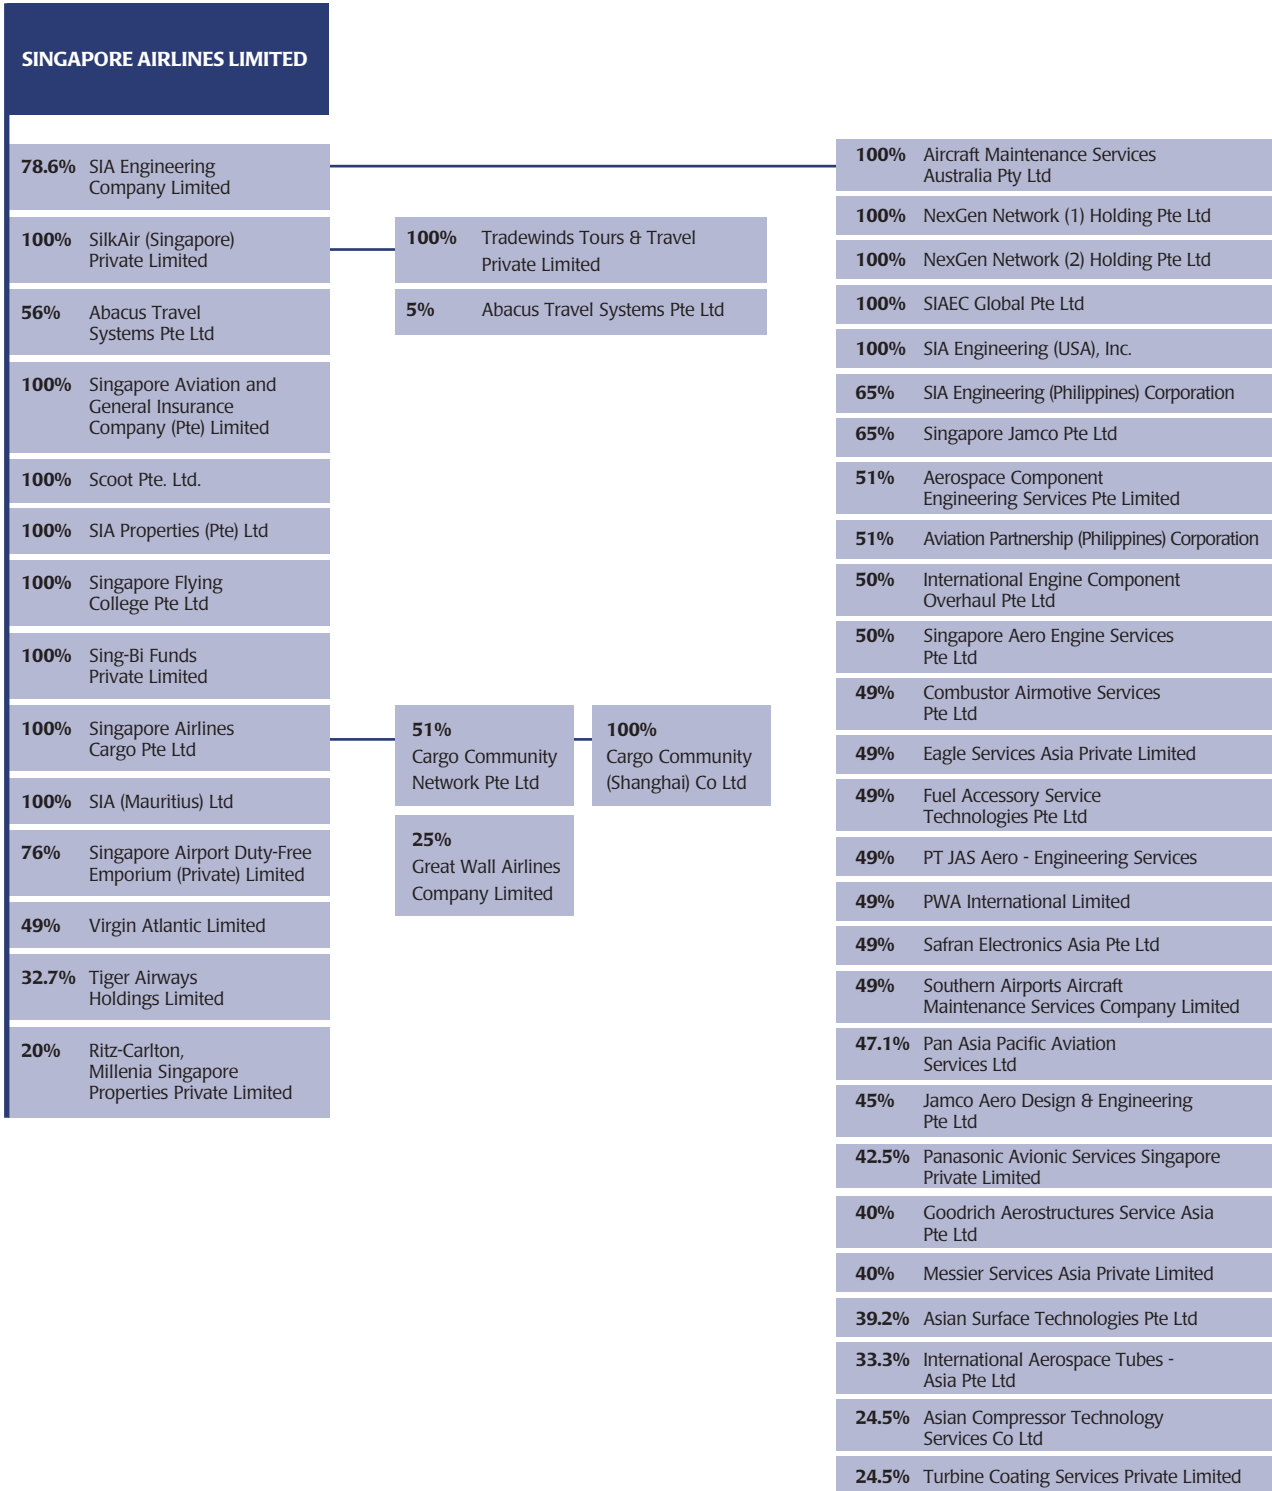 SINGAPORE AIRLINES LIMITED
78.6% SIA Engineering
Company Limited
100% SilkAir (Singapore)
Private Limited
56% Abacus Travel
Systems Pte Ltd
100% Singapore Aviation and
General Insurance
Company (Pte) Limited
100% Scoot Pte. Ltd.
100% SIA Properties (Pte) Ltd
100% Singapore Flying
College Pte Ltd
100% Sing-Bi Funds
Private Limited
100% Singapore Airlines
Cargo Pte Ltd
100% SIA (Mauritius) Ltd
76% Singapore Airport Duty-Free
Emporium (Private) Limited
49% Virgin Atlantic Limited
32.7% Tiger Airways
Holdings Limited
20% Ritz-Carlton,
Millenia Singapore
Properties Private Limited
100% Tradewinds Tours & Travel
Private Limited
5% Abacus Travel Systems Pte Ltd
51%
Cargo Community
Network Pte Ltd
100%
Cargo Community
(Shanghai) Co Ltd
25%
Great Wall Airlines
Company Limited
100% Aircraft Maintenance Services
Australia Pty Ltd
100% NexGen Network (1) Holding Pte Ltd
100% NexGen Network (2) Holding Pte Ltd
100% SIAEC Global Pte Ltd
100% SIA Engineering (USA), Inc.
65% SIA Engineering (Philippines) Corporation
65% Singapore Jamco Pte Ltd
51% Aerospace Component
Engineering Services Pte Limited
51% Aviation Partnership (Philippines) Corporation
50% International Engine Component
Overhaul Pte Ltd
50% Singapore Aero Engine Services
Pte Ltd
49% Combustor Airmotive Services
Pte Ltd
49% Eagle Services Asia Private Limited
49% Fuel Accessory Service
Technologies Pte Ltd
49% PT JAS Aero - Engineering Services
49% PWA International Limited
49% Safran Electronics Asia Pte Ltd
49% Southern Airports Aircraft
Maintenance Services Company Limited
47.1% Pan Asia Pacific Aviation
Services Ltd
45% Jamco Aero Design & Engineering
Pte Ltd
42.5% Panasonic Avionic Services Singapore
Private Limited
40% Goodrich Aerostructures Service Asia
Pte Ltd
40% Messier Services Asia Private Limited
39.2% Asian Surface Technologies Pte Ltd
33.3% International Aerospace Tubes -
Asia Pte Ltd
24.5% Asian Compressor Technology
Services Co Ltd
24.5% Turbine Coating Services Private Limited